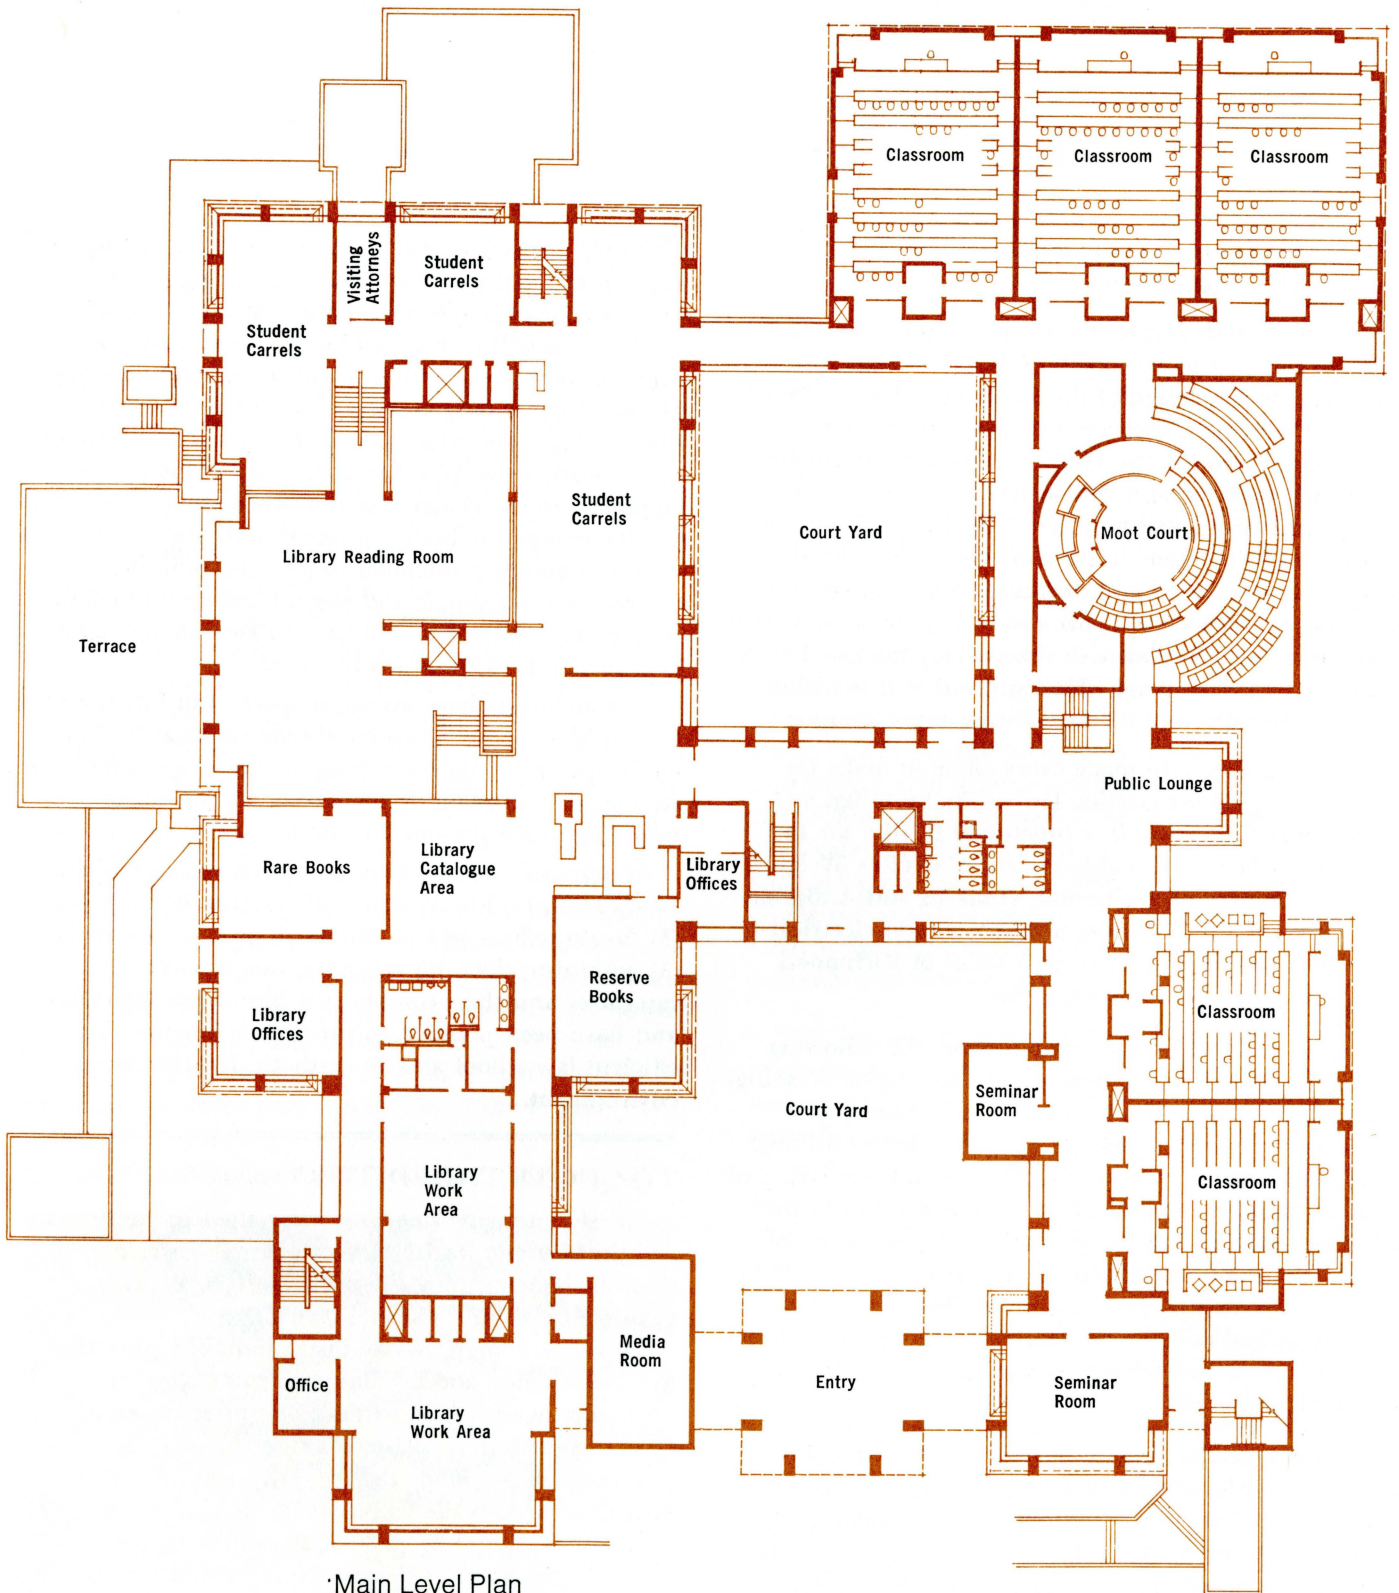 Classroom
Classroom
Classroom
Visiting
Attorneys
Student
Carrels
Student
Carrels
Student
Carrels
Court Yard
Moot Court
Library Reading Room
Terrace
Public Lounge
Rare Books
Library
Catalogue
Area
Library
Offices
Reserve
Books
Library
Offices
Classroom
Seminar
Room
Court Yard
Library
Work
Area
Classroom
Media
Room
Entry
Seminar
Room
Office
Library
Work Area
Main Level Plan